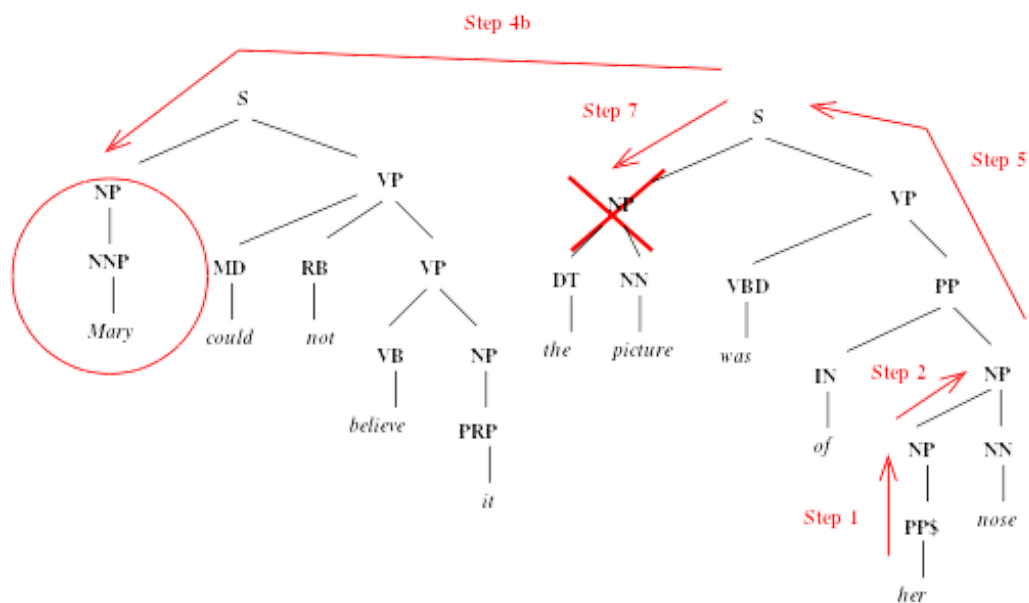 Step 4b
S
Step 7
S
Step 5
NP
VP
NP
VP
NNP
MD
RB
VP
DT
NN
VBD
PP
Mary
could
not
the
picture
was
VB
NP
IN
Step 2
NP
believe
PRP
of
NP
NN
it
Step 1
PP$
nose
her